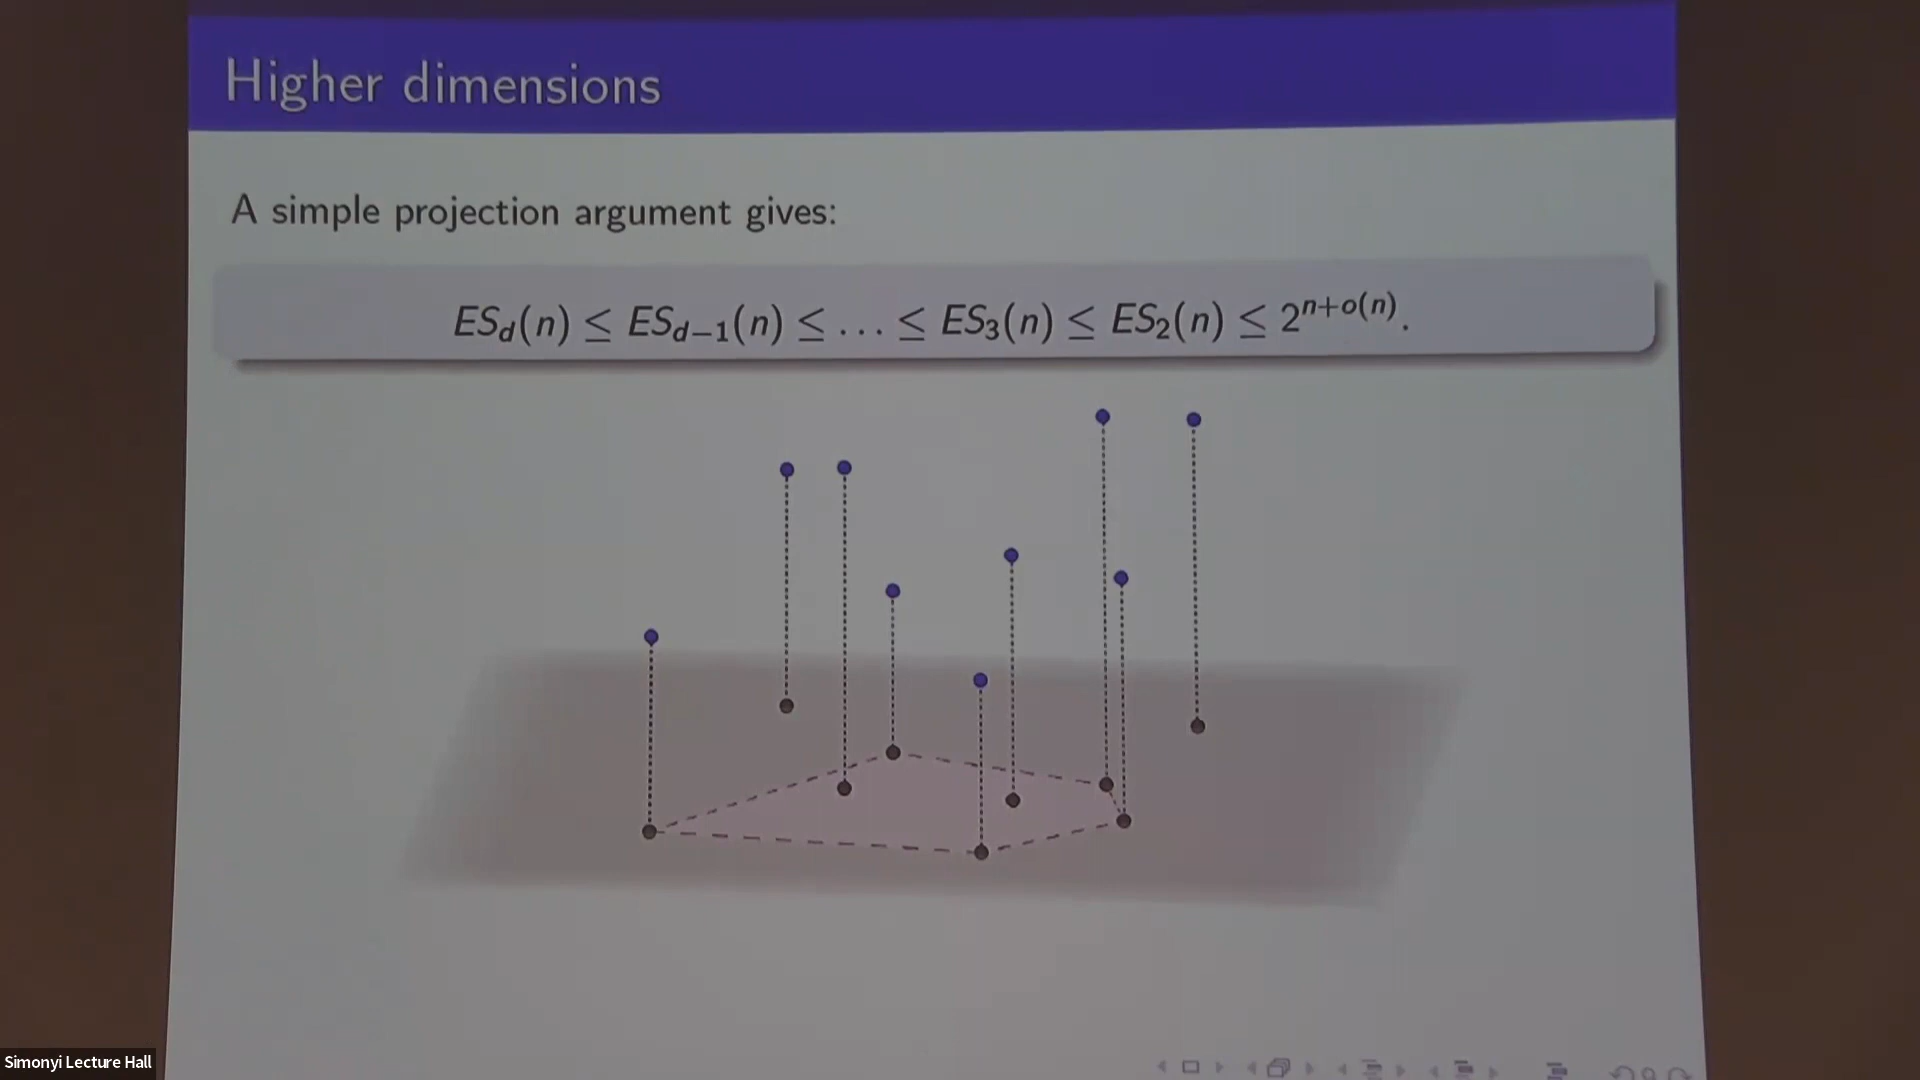 Higher dimensions
A simple projection argument gives:
ES_d(n) ≤ ES_{d−1}(n) ≤ … ≤ ES_3(n) ≤ ES_2(n) ≤ 2^{n+o(n)}.
Simonyi Lecture Hall